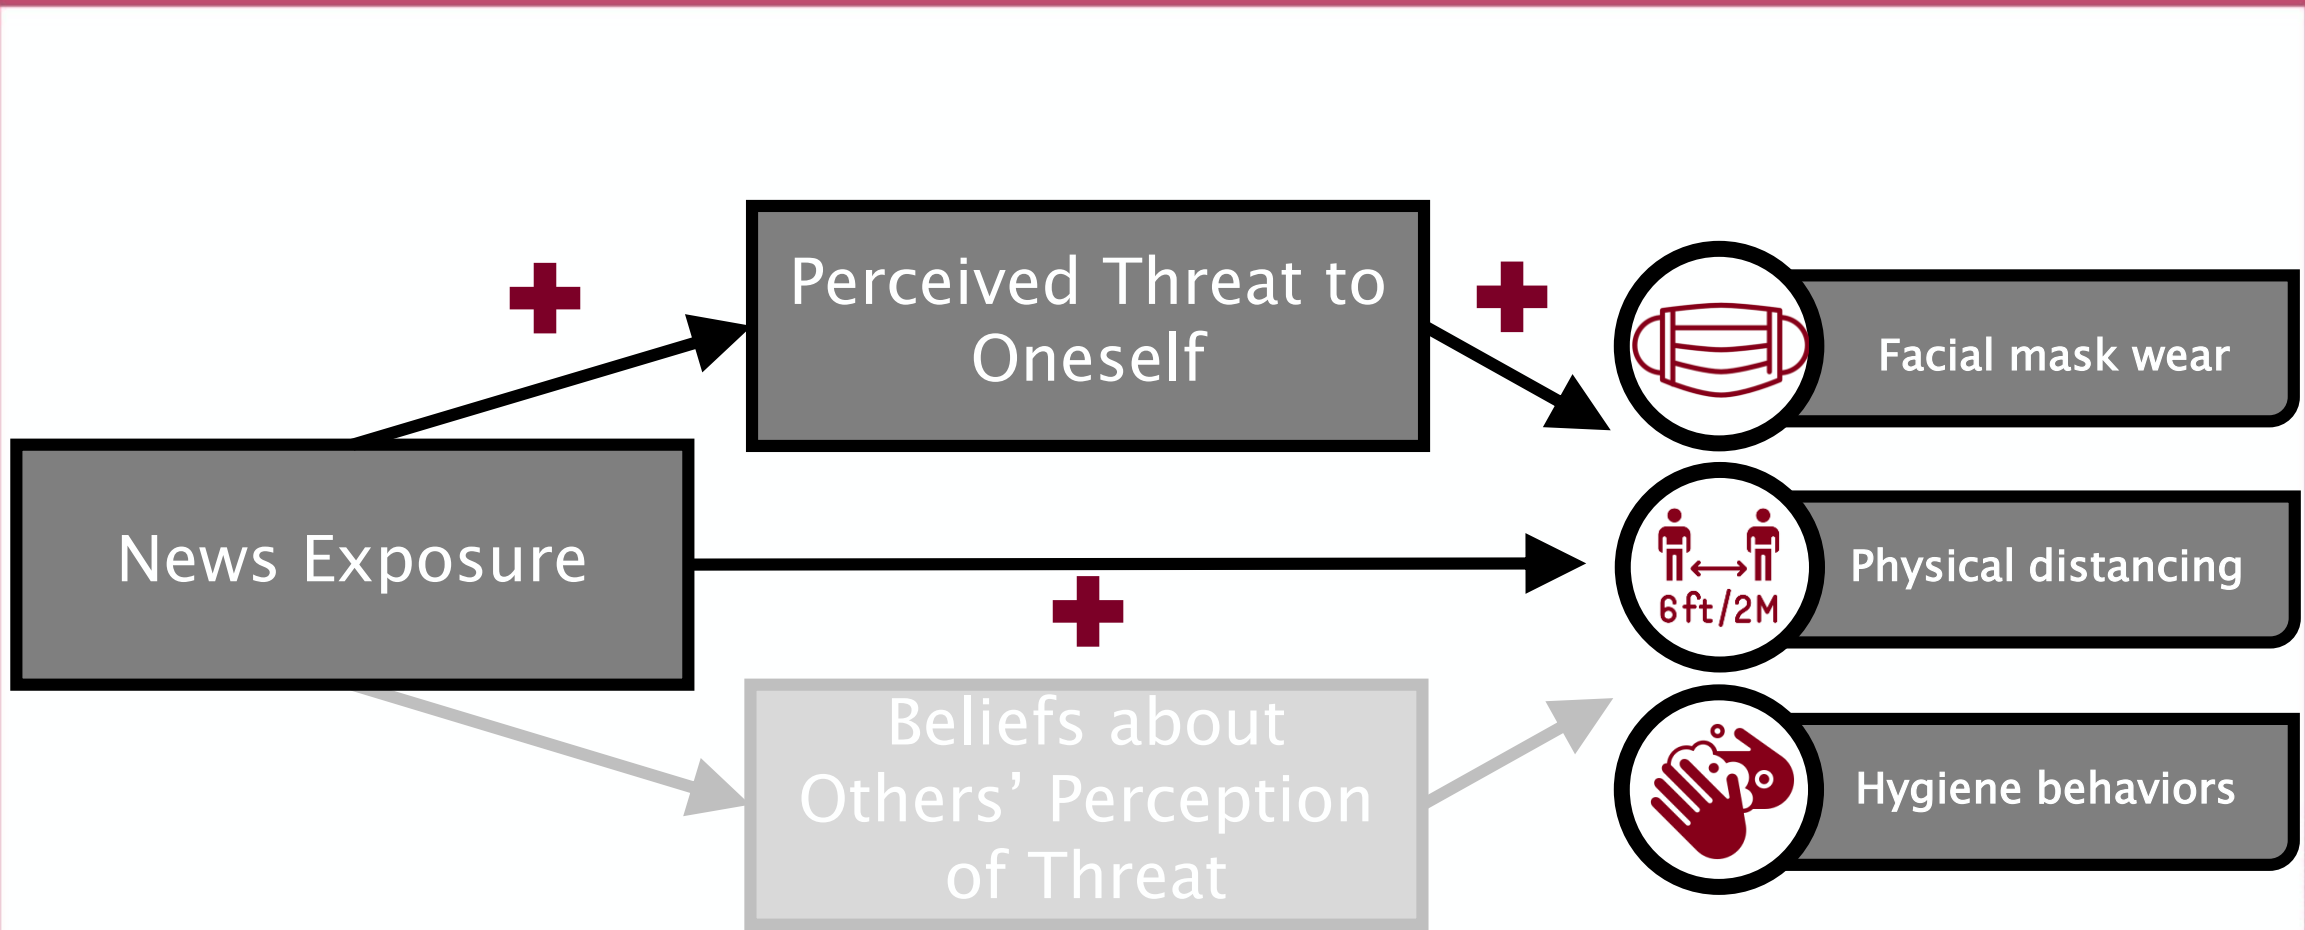 Perceived Threat to
Oneself
News Exposure
Beliefs about
Others’ Perception
of Threat
Facial mask wear
6ft/2M
Physical distancing
Hygiene behaviors